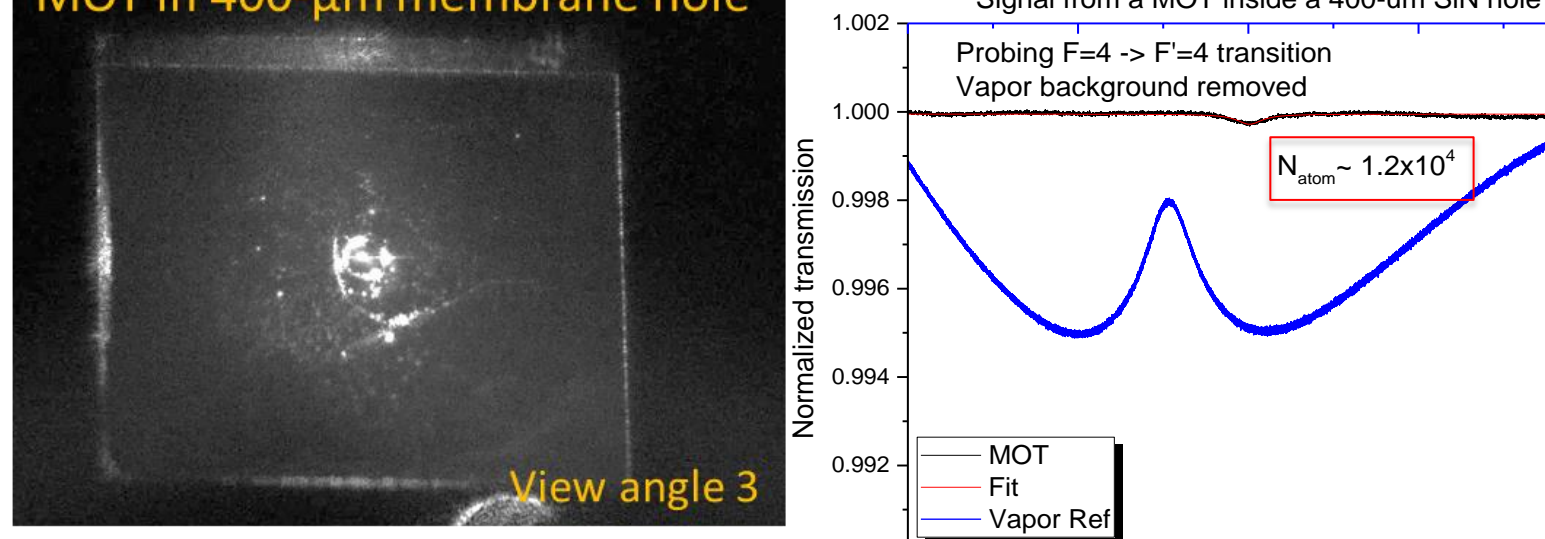 MOT in 400-µm membrane hole
View angle 3
Signal from a MOT inside a 400-um SiN hole
Probing F=4 -> F'=4 transition
Vapor background removed
N_atom~ 1.2x10^4
Normalized transmission
1.002
1.000
0.998
0.996
0.994
0.992
MOT
Fit
Vapor Ref